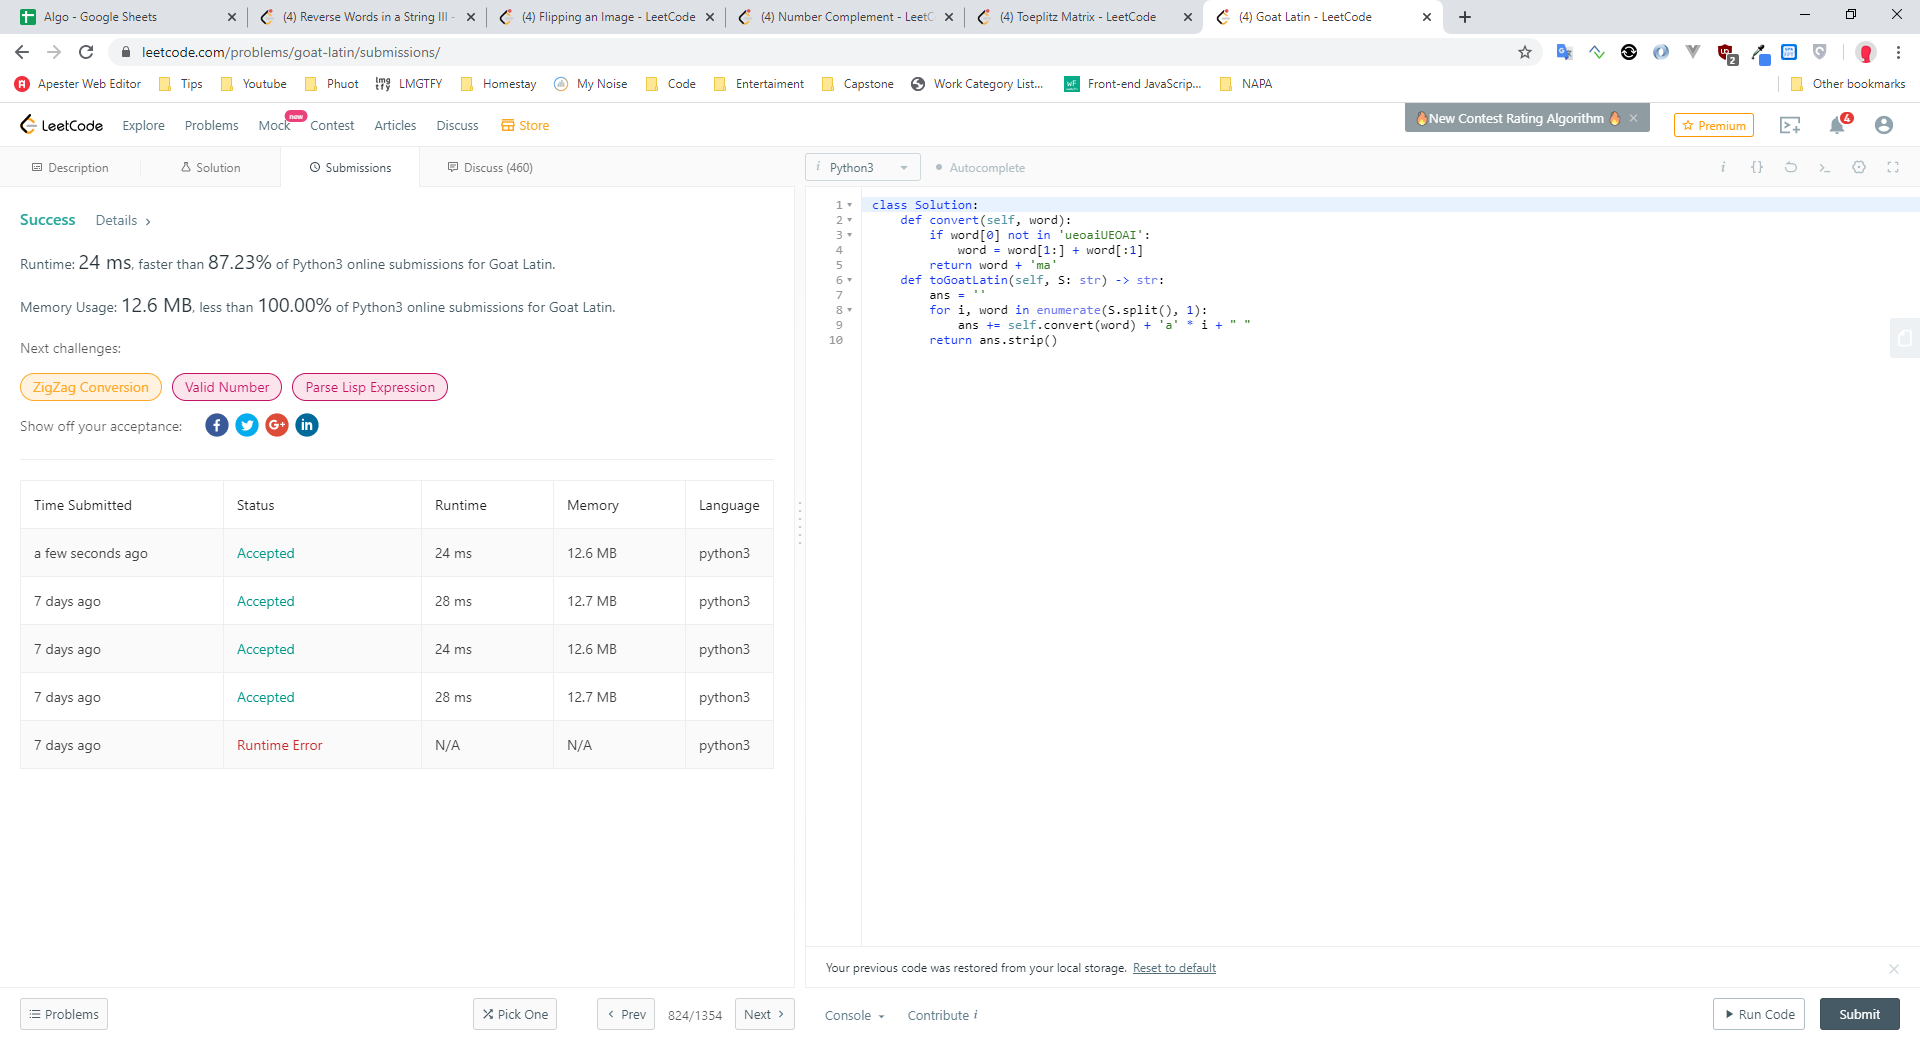 Algo - Google Sheets
(4) Reverse Words in a String III -
(4) Flipping an Image - LeetCode
(4) Number Complement - LeetC
(4) Toeplitz Matrix - LeetCode
(4) Goat Latin - LeetCode
leetcode.com/problems/goat-latin/submissions/
2
Apester Web Editor
Tips
Youtube
Phuot
LMGTFY
Homestay
My Noise
Code
Entertaiment
Capstone
Work Category List...
Front-end JavaScrip...
NAPA
Other bookmarks
LeetCode
Explore
Problems
Mock
new
Contest
Articles
Discuss
Store
New Contest Rating Algorithm
Premium
4
Description
Solution
Submissions
Discuss (460)
i Python3
Autocomplete
i {}
Success
Details
Runtime: 24 ms, faster than 87.23% of Python3 online submissions for Goat Latin.
Memory Usage: 12.6 MB, less than 100.00% of Python3 online submissions for Goat Latin.
Next challenges:
ZigZag Conversion
Valid Number
Parse Lisp Expression
Show off your acceptance:
Time Submitted Status Runtime Memory Language
a few seconds ago Accepted 24 ms 12.6 MB python3
7 days ago Accepted 28 ms 12.7 MB python3
7 days ago Accepted 24 ms 12.6 MB python3
7 days ago Accepted 28 ms 12.7 MB python3
7 days ago Runtime Error N/A N/A python3
1 class Solution:
2 def convert(self, word):
3 if word[0] not in 'ueoaiUEOAI':
4 word = word[1:] + word[:1]
5 return word + 'ma'
6 def toGoatLatin(self, S: str) -> str:
7 ans = ''
8 for i, word in enumerate(S.split(), 1):
9 ans += self.convert(word) + 'a' * i + " "
10 return ans.strip()
Your previous code was restored from your local storage. Reset to default
Problems
Pick One
Prev
824/1354
Next
Console
Contribute i
Run Code
Submit